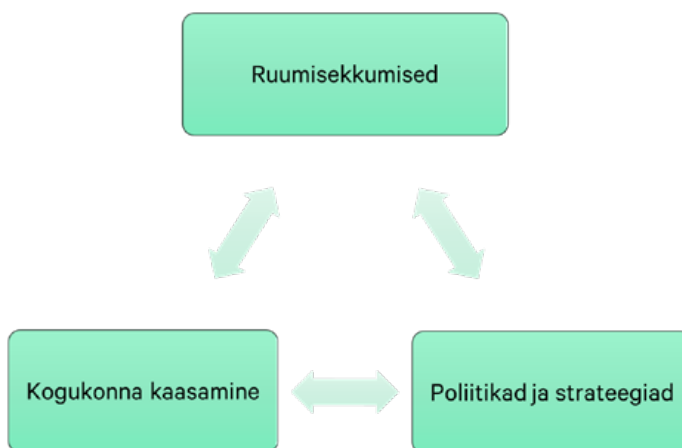 Ruumisekkumised
Kogukonna kaasamine
Poliitikad ja strateegiad